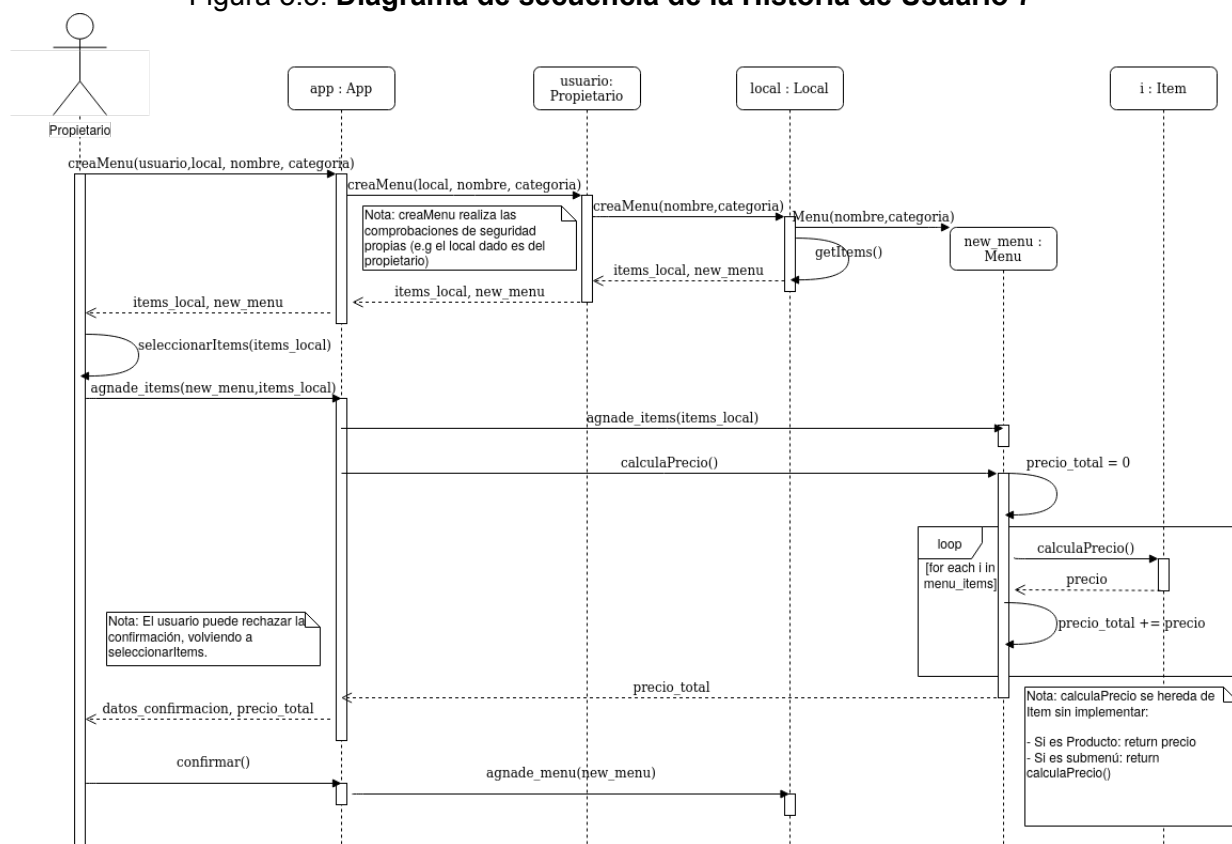 Figura 3.3. Diagrama de secuencia de la Historia de Usuario 7
Propietario
app : App
usuario:
Propietario
local : Local
i : Item
creaMenu(usuario,local, nombre, categoria)
creaMenu(local, nombre, categoria)
creaMenu(nombre,categoria)
Menu(nombre,categoria)
Nota: creaMenu realiza las
comprobaciones de seguridad
propias (e.g el local dado es del
propietario)
new_menu :
Menu
getItems()
items_local, new_menu
items_local, new_menu
items_local, new_menu
seleccionarItems(items_local)
agnade_items(new_menu,items_local)
agnade_items(items_local)
calculaPrecio()
precio_total = 0
loop
[for each i in
menu_items]
calculaPrecio()
precio
precio_total += precio
Nota: El usuario puede rechazar la
confirmación, volviendo a
seleccionarItems.
precio_total
datos_confirmacion, precio_total
Nota: calculaPrecio se hereda de
Item sin implementar:
- Si es Producto: return precio
- Si es submenú: return
calculaPrecio()
confirmar()
agnade_menu(new_menu)